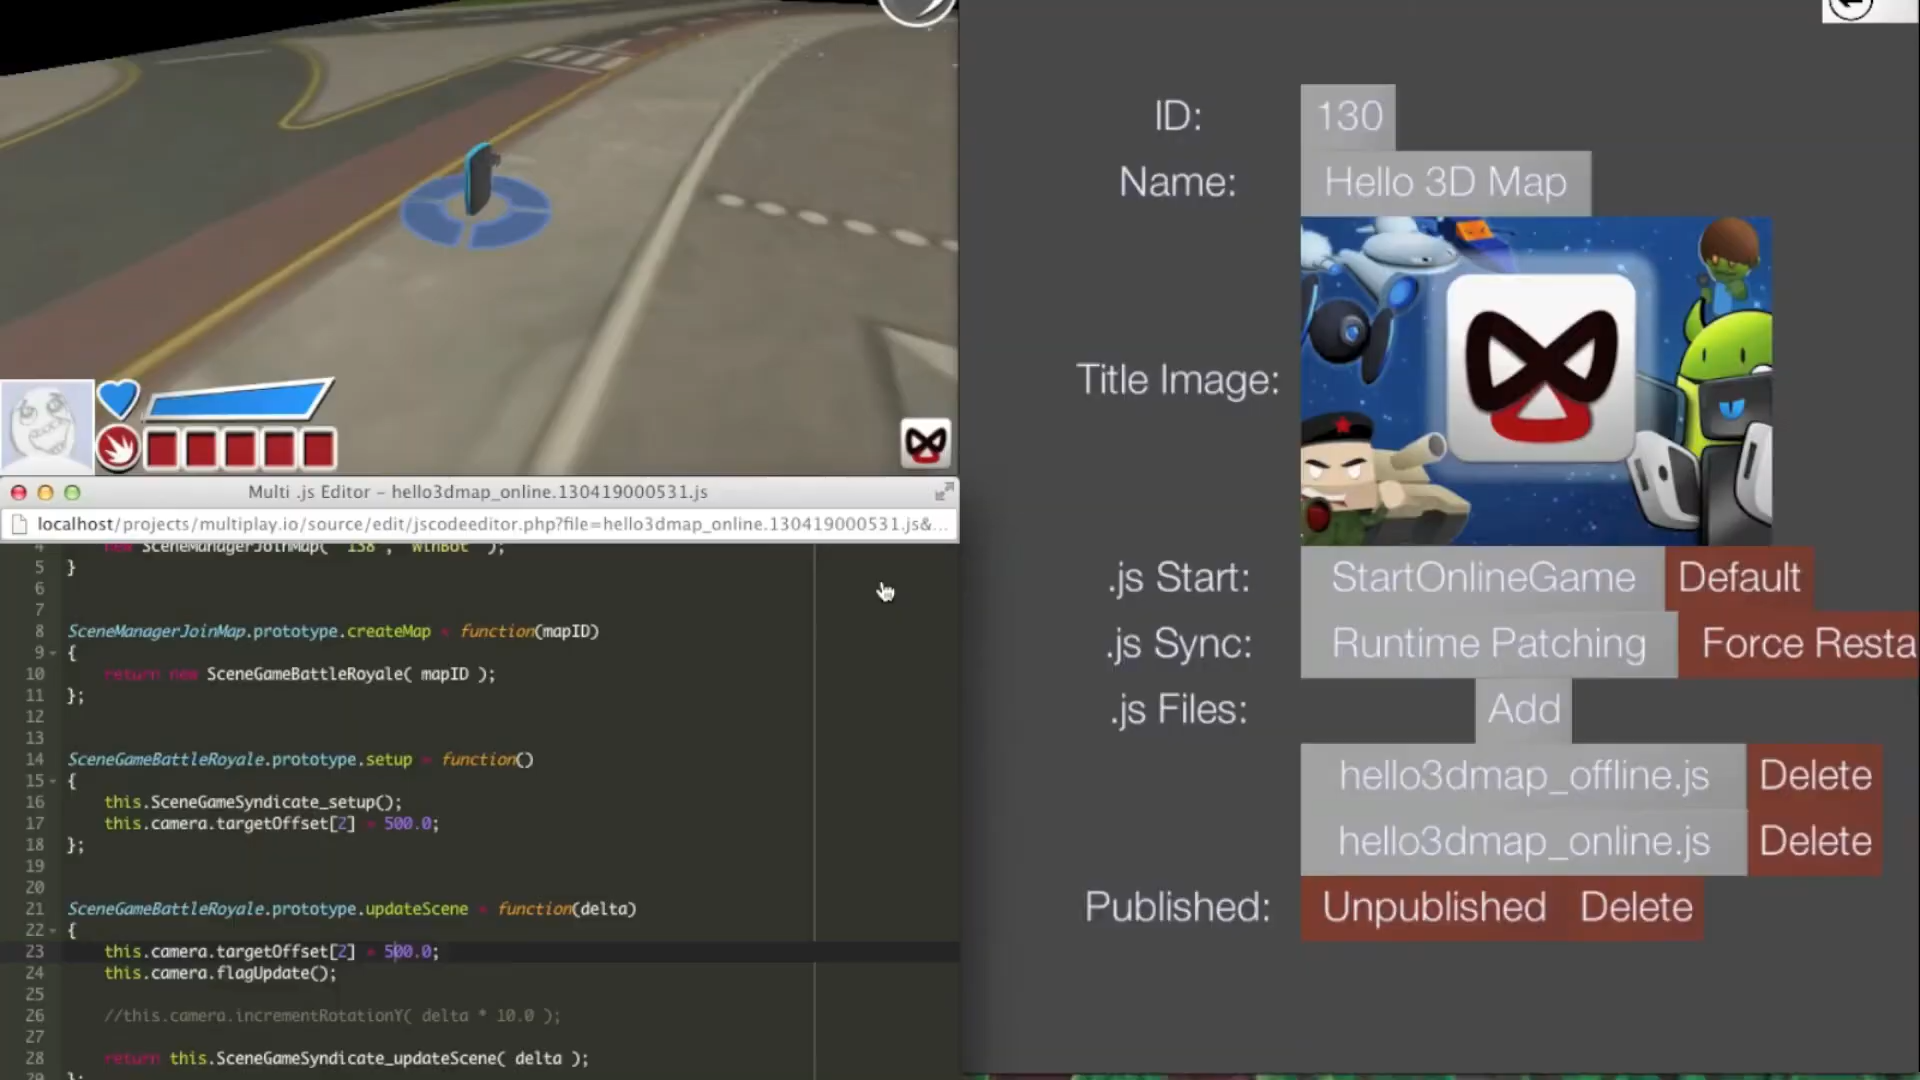 Multi .js Editor – hello3dmap_online.130419000531.js
localhost/projects/multiplay.io/source/edit/jscodeeditor.php?file=hello3dmap_online.130419000531.js&...
4 new SceneManagerJoinMap( "138", "WinBot" );
5 }
6
7
8 SceneManagerJoinMap.prototype.createMap = function(mapID)
9 {
10 return new SceneGameBattleRoyale( mapID );
11 };
12
13
14 SceneGameBattleRoyale.prototype.setup = function()
15 {
16 this.SceneGameSyndicate_setup();
17 this.camera.targetOffset[2] = 500.0;
18 };
19
20
21 SceneGameBattleRoyale.prototype.updateScene = function(delta)
22 {
23 this.camera.targetOffset[2] = 500.0;
24 this.camera.flagUpdate();
25
26 //this.camera.incrementRotationY( delta * 10.0 );
27
28 return this.SceneGameSyndicate_updateScene( delta );
29 };
ID: 130
Name: Hello 3D Map
Title Image:
.js Start: StartOnlineGame Default
.js Sync: Runtime Patching Force Resta
.js Files: Add
hello3dmap_offline.js Delete
hello3dmap_online.js Delete
Published: Unpublished Delete